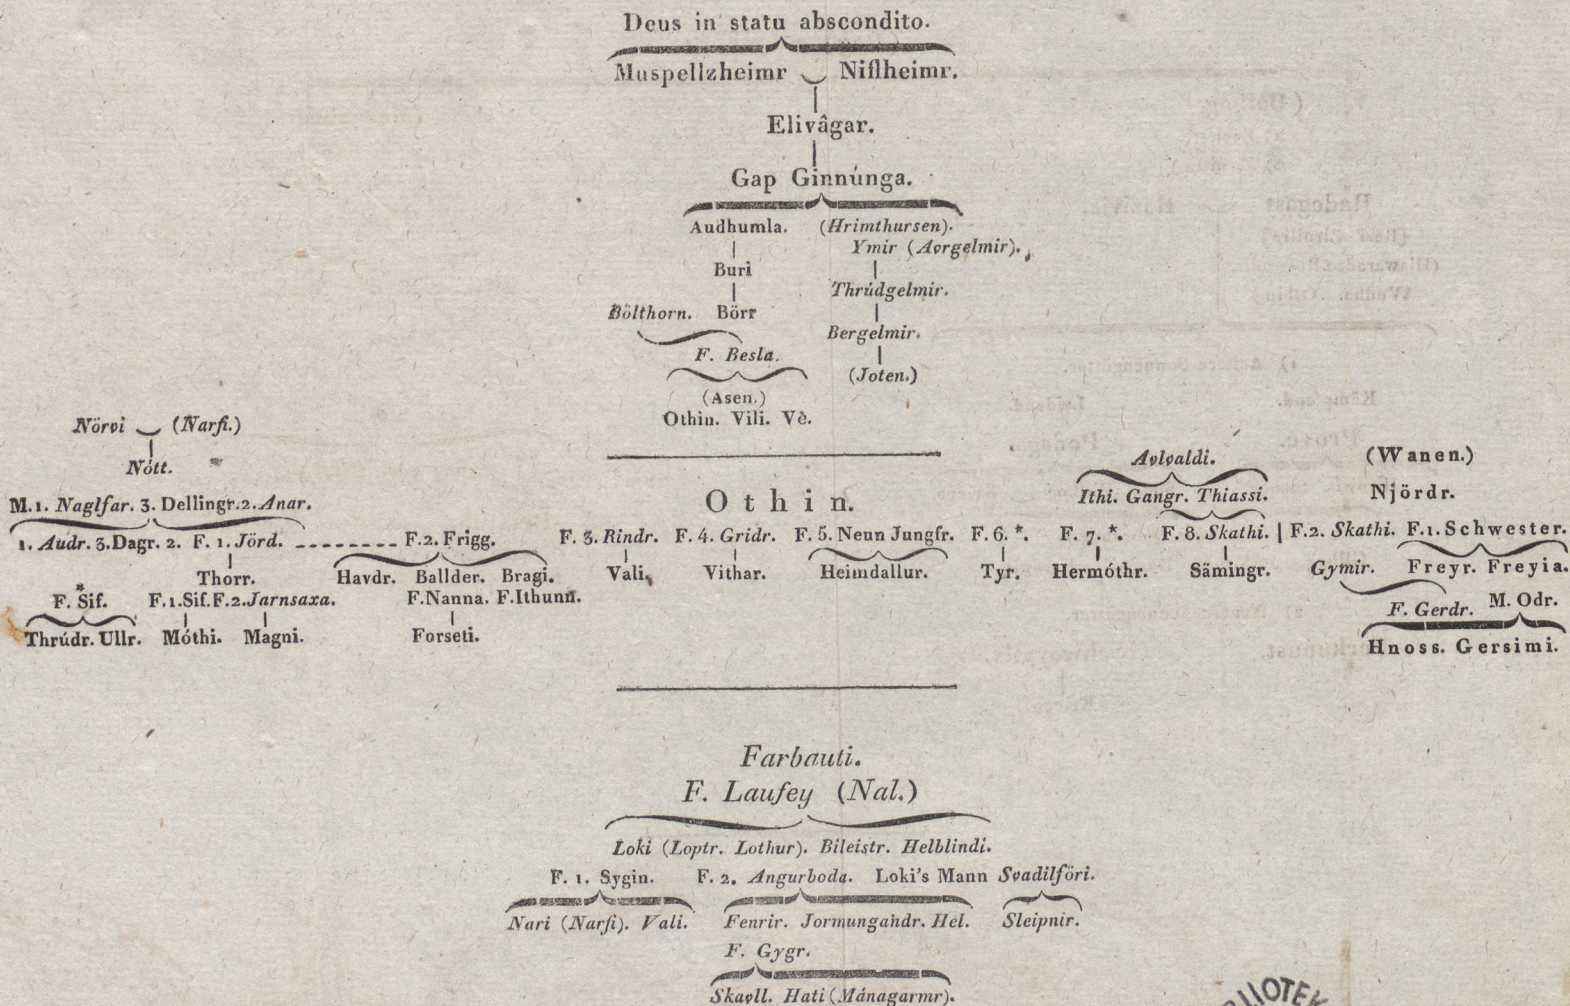 Deus in statu abscondito.
Muspellzheimr Niflheimr.
Elivâgar.
Gap Ginnúnga.
Audhumla. (Hrimthursen).
Ymir (Aorgelmir).
Buri
Thrúdgelmir.
Bölthorn. Börr
Bergelmir.
F. Besla.
(Joten.)
(Asen.)
Othin. Vili. Vè.
Nörvi (Narfi.)
Nótt.
Avlvaldi. (Wanen.)
Ithi. Gangr. Thiassi. Njördr.
M. 1. Naglfar. 3. Dellingr. 2. Anar. Othin.
1. Audr. 3. Dagr. 2. F. 1. Jörd. F. 2. Frigg. F. 3. Rindr. F. 4. Gridr. F. 5. Neun Jungfr. F. 6. *. F. 7. *. F. 8. Skathi. | F. 2. Skathi. F. 1. Schwester.
Thorr. Havdr. Ballder. Bragi. Vali. Vithar. Heimdallur. Tyr. Hermóthr. Sämingr. Gymir. Freyr. Freyia.
*
F. Sif. F. 1. Sif. F. 2. Jarnsaxa. F. Nanna. F. Ithunn. F. Gerdr. M. Odr.
Thrúdr. Ullr. Móthi. Magni. Forseti. Hnoss. Gersimi.
Farbauti.
F. Laufey (Nal.)
Loki (Loptr. Lothur). Bileistr. Helblindi.
F. 1. Sygin. F. 2. Angurboda. Loki's Mann Svadilföri.
Nari (Narfi). Vali. Fenrir. Jormungandr. Hel. Sleipnir.
F. Gygr.
Skavll. Hati (Mánagarmr).